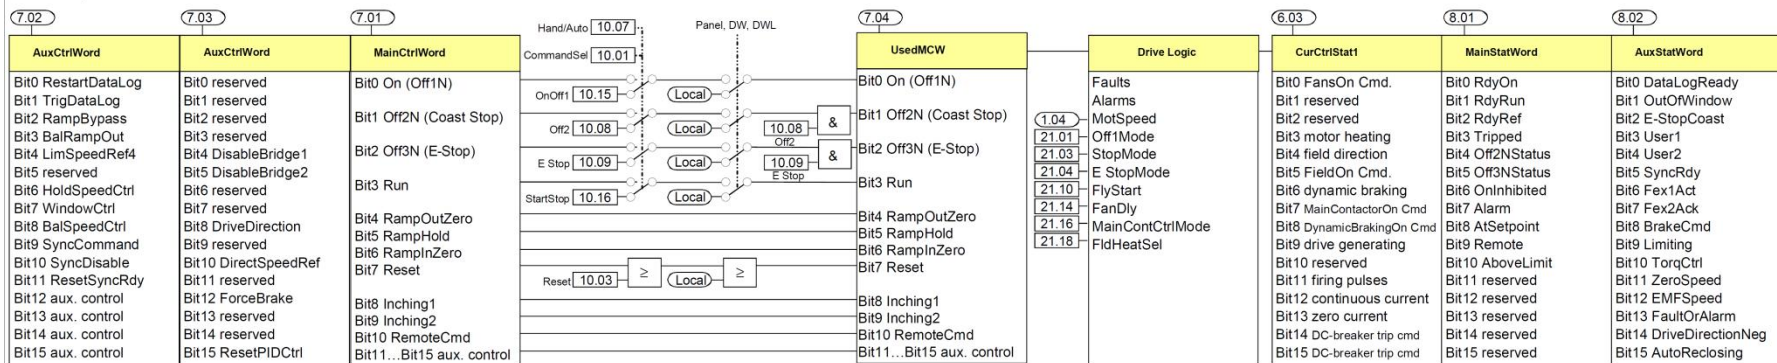 7.02
AuxCtrlWord
Bit0 RestartDataLog
Bit1 TrigDataLog
Bit2 RampBypass
Bit3 BalRampOut
Bit4 LimSpeedRef4
Bit5 reserved
Bit6 HoldSpeedCtrl
Bit7 WindowCtrl
Bit8 BalSpeedCtrl
Bit9 SyncCommand
Bit10 SyncDisable
Bit11 ResetSyncRdy
Bit12 aux. control
Bit13 aux. control
Bit14 aux. control
Bit15 aux. control
7.03
AuxCtrlWord
Bit0 reserved
Bit1 reserved
Bit2 reserved
Bit3 reserved
Bit4 DisableBridge1
Bit5 DisableBridge2
Bit6 reserved
Bit7 reserved
Bit8 DriveDirection
Bit9 reserved
Bit10 DirectSpeedRef
Bit11 reserved
Bit12 ForceBrake
Bit13 reserved
Bit14 reserved
Bit15 ResetPIDCtrl
7.01
MainCtrlWord
Bit0 On (Off1N)
Bit1 Off2N (Coast Stop)
Bit2 Off3N (E-Stop)
Bit3 Run
Bit4 RampOutZero
Bit5 RampHold
Bit6 RampInZero
Bit7 Reset
Bit8 Inching1
Bit9 Inching2
Bit10 RemoteCmd
Bit11...Bit15 aux. control
Hand/Auto 10.07
CommandSel 10.01
Panel, DW, DWL
OnOff1 10.15
Local
Off2 10.08
Local
10.08
Off2
&
E Stop 10.09
Local
10.09
E Stop
&
StartStop 10.16
Local
Reset 10.03
≥
Local
≥
7.04
UsedMCW
Bit0 On (Off1N)
Bit1 Off2N (Coast Stop)
Bit2 Off3N (E-Stop)
Bit3 Run
Bit4 RampOutZero
Bit5 RampHold
Bit6 RampInZero
Bit7 Reset
Bit8 Inching1
Bit9 Inching2
Bit10 RemoteCmd
Bit11...Bit15 aux. control
Drive Logic
Faults
Alarms
1.04 MotSpeed
21.01 Off1Mode
21.03 StopMode
21.04 E StopMode
21.10 FlyStart
21.14 FanDly
21.16 MainContCtrlMode
21.18 FldHeatSel
6.03
CurCtrlStat1
Bit0 FansOn Cmd.
Bit1 reserved
Bit2 reserved
Bit3 motor heating
Bit4 field direction
Bit5 FieldOn Cmd.
Bit6 dynamic braking
Bit7 MainContactorOn Cmd
Bit8 DynamicBrakingOn Cmd
Bit9 drive generating
Bit10 reserved
Bit11 firing pulses
Bit12 continuous current
Bit13 zero current
Bit14 DC-breaker trip cmd
Bit15 DC-breaker trip cmd
8.01
MainStatWord
Bit0 RdyOn
Bit1 RdyRun
Bit2 RdyRef
Bit3 Tripped
Bit4 Off2NStatus
Bit5 Off3NStatus
Bit6 OnInhibited
Bit7 Alarm
Bit8 AtSetpoint
Bit9 Remote
Bit10 AboveLimit
Bit11 reserved
Bit12 reserved
Bit13 reserved
Bit14 reserved
Bit15 reserved
8.02
AuxStatWord
Bit0 DataLogReady
Bit1 OutOfWindow
Bit2 E-StopCoast
Bit3 User1
Bit4 User2
Bit5 SyncRdy
Bit6 Fex1Act
Bit7 Fex2Ack
Bit8 BrakeCmd
Bit9 Limiting
Bit10 TorqCtrl
Bit11 ZeroSpeed
Bit12 EMFSpeed
Bit13 FaultOrAlarm
Bit14 DriveDirectionNeg
Bit15 AutoReclosing